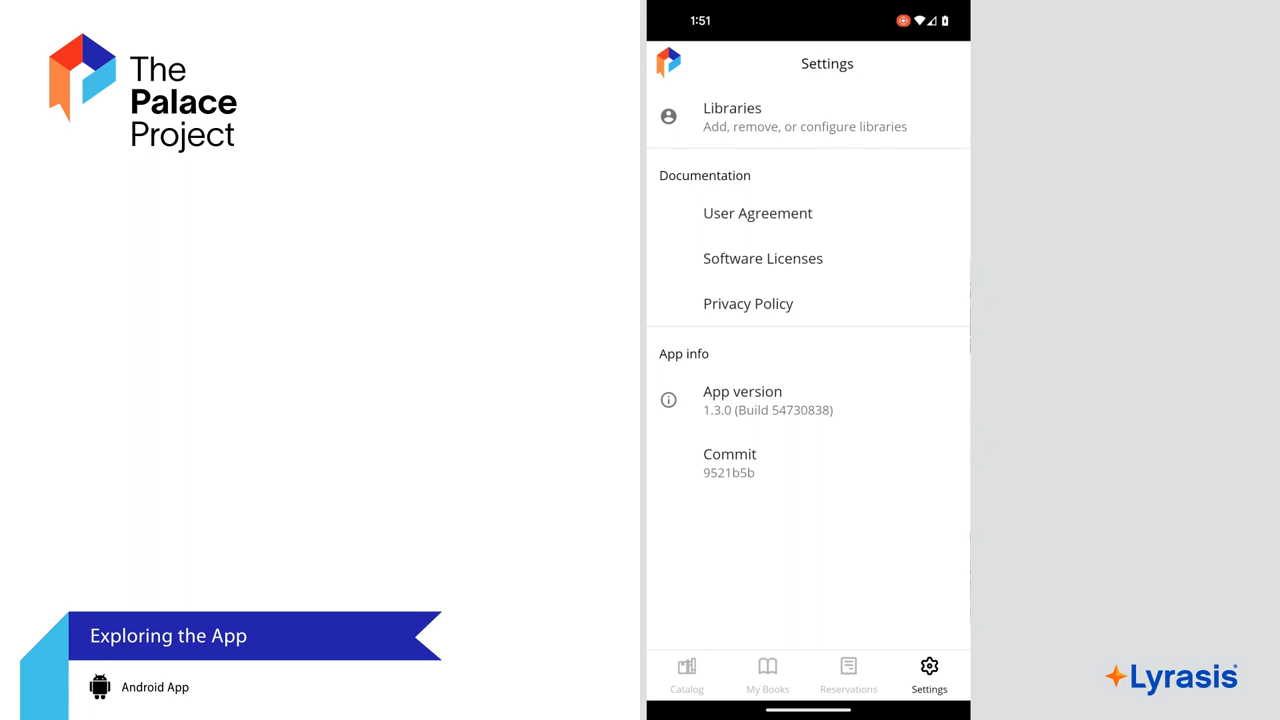 The
Palace
Project
1:51
Settings
Libraries
Add, remove, or configure libraries
Documentation
User Agreement
Software Licenses
Privacy Policy
App info
App version
1.3.0 (Build 54730838)
Commit
9521b5b
Catalog
My Books
Reservations
Settings
Exploring the App
Android App
Lyrasis